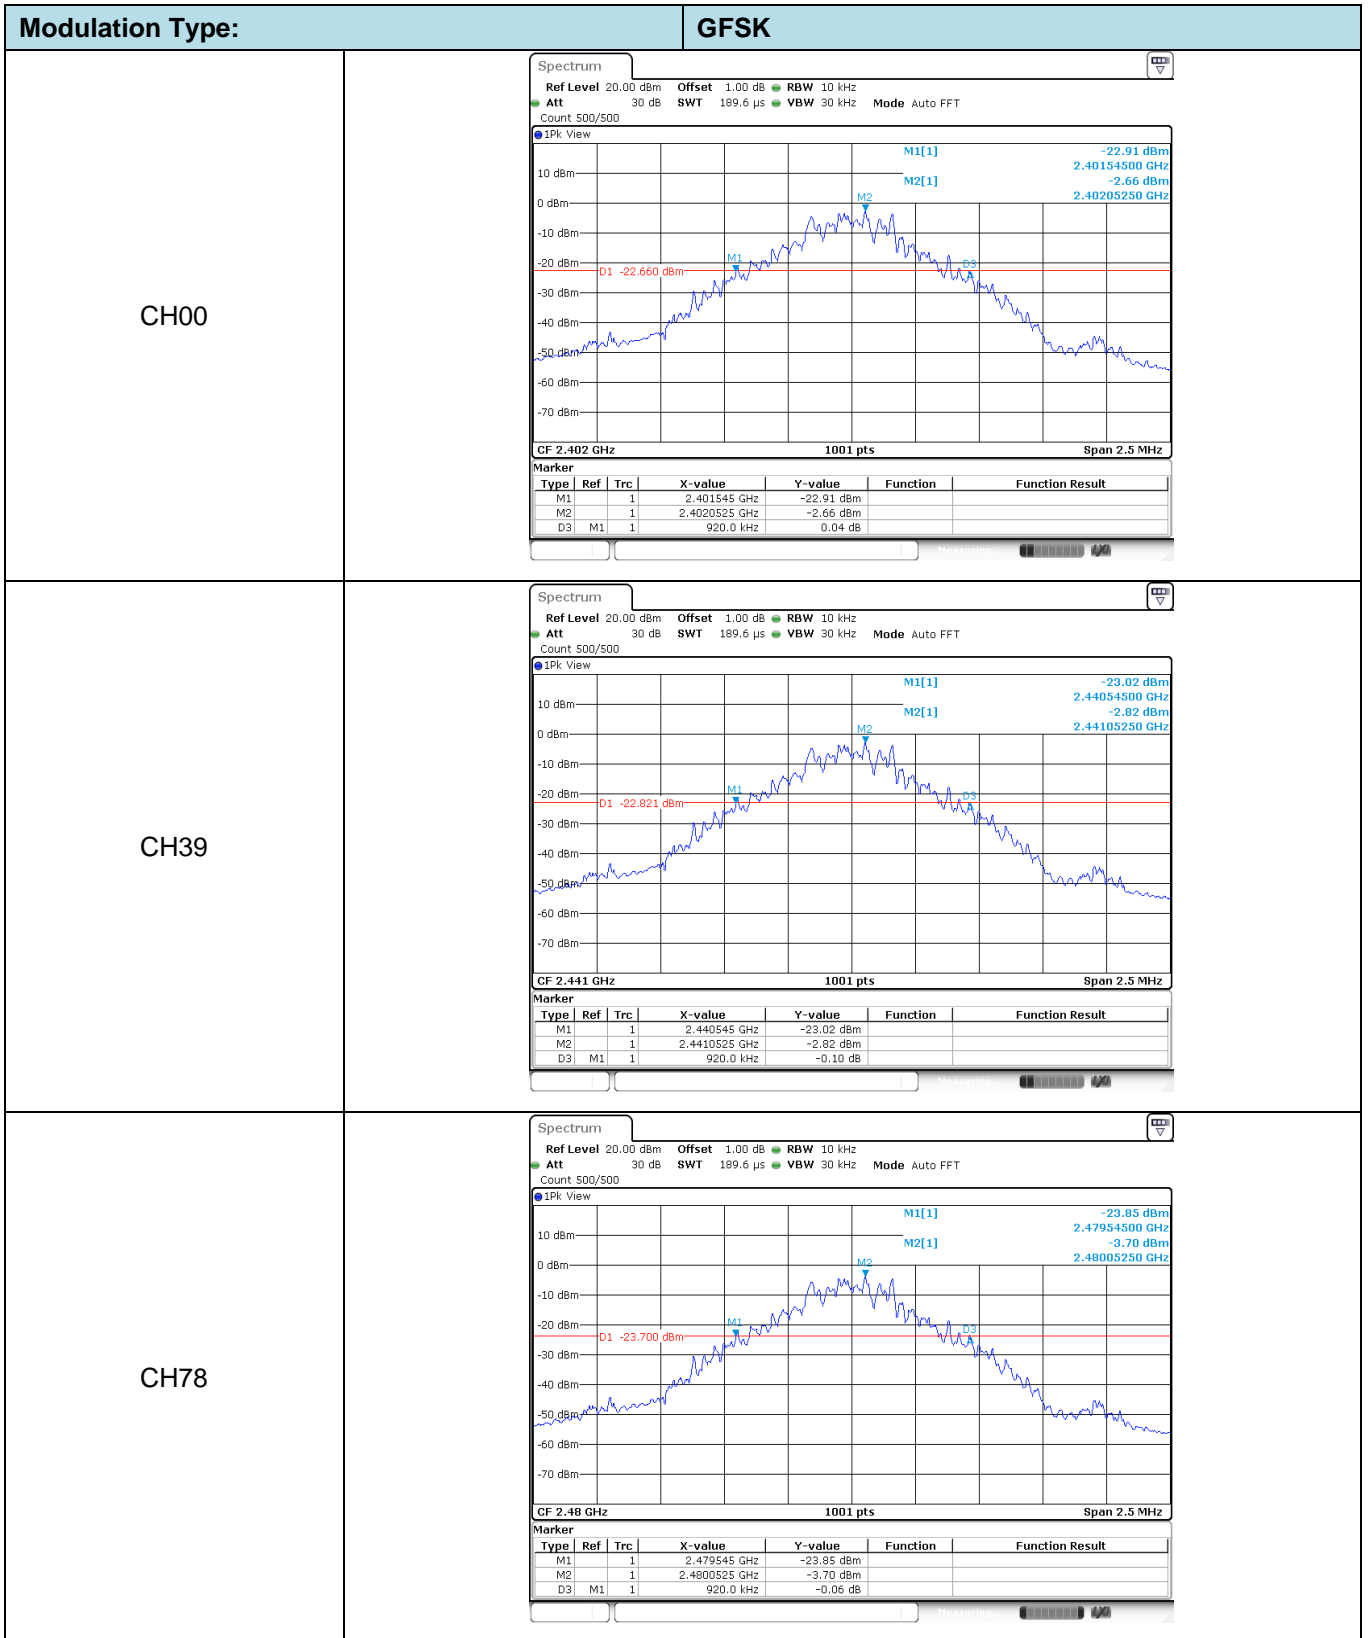 Modulation Type: GFSK
CH00
Spectrum
Ref Level 20.00 dBm Offset 1.00 dB RBW 10 kHz
Att 30 dB SWT 189.6 µs VBW 30 kHz Mode Auto FFT
Count 500/500
1Pk View
M1[1] -22.91 dBm
2.40154500 GHz
10 dBm
M2[1] -2.66 dBm
2.40205250 GHz
M2
0 dBm
-10 dBm
M1
-20 dBm
D3
D1 -22.660 dBm
-30 dBm
-40 dBm
-50 dBm
-60 dBm
-70 dBm
CF 2.402 GHz 1001 pts Span 2.5 MHz
Marker
Type Ref Trc X-value Y-value Function Function Result
M1 1 2.401545 GHz -22.91 dBm
M2 1 2.4020525 GHz -2.66 dBm
D3 M1 1 920.0 kHz 0.04 dB
Measuring
LXI
CH39
Spectrum
Ref Level 20.00 dBm Offset 1.00 dB RBW 10 kHz
Att 30 dB SWT 189.6 µs VBW 30 kHz Mode Auto FFT
Count 500/500
1Pk View
M1[1] -23.02 dBm
2.44054500 GHz
10 dBm
M2[1] -2.82 dBm
2.44105250 GHz
M2
0 dBm
-10 dBm
M1
-20 dBm
D3
D1 -22.821 dBm
-30 dBm
-40 dBm
-50 dBm
-60 dBm
-70 dBm
CF 2.441 GHz 1001 pts Span 2.5 MHz
Marker
Type Ref Trc X-value Y-value Function Function Result
M1 1 2.440545 GHz -23.02 dBm
M2 1 2.4410525 GHz -2.82 dBm
D3 M1 1 920.0 kHz -0.10 dB
Measuring
LXI
CH78
Spectrum
Ref Level 20.00 dBm Offset 1.00 dB RBW 10 kHz
Att 30 dB SWT 189.6 µs VBW 30 kHz Mode Auto FFT
Count 500/500
1Pk View
M1[1] -23.85 dBm
2.47954500 GHz
10 dBm
M2[1] -3.70 dBm
2.48005250 GHz
M2
0 dBm
-10 dBm
M1
-20 dBm
D3
D1 -23.700 dBm
-30 dBm
-40 dBm
-50 dBm
-60 dBm
-70 dBm
CF 2.48 GHz 1001 pts Span 2.5 MHz
Marker
Type Ref Trc X-value Y-value Function Function Result
M1 1 2.479545 GHz -23.85 dBm
M2 1 2.4800525 GHz -3.70 dBm
D3 M1 1 920.0 kHz -0.06 dB
Measuring
LXI